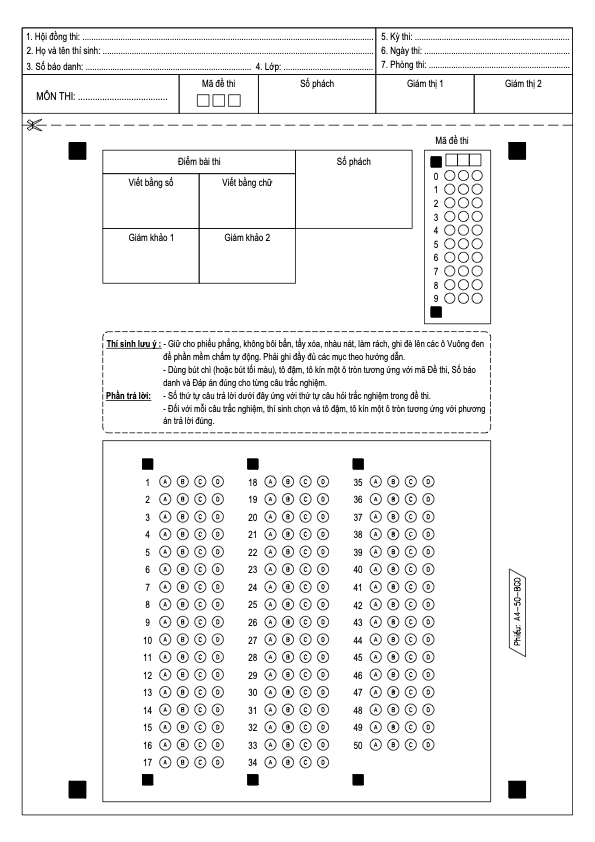 1. Hội đồng thi: ......................................................
2. Họ và tên thí sinh: ......................................................
3. Số báo danh: ...................................................... 4. Lớp: ..............................
5. Kỳ thi: ......................................................
6. Ngày thi: ......................................................
7. Phòng thi: ......................................................
MÔN THI: ..................................
Mã đề thi
Số phách
Giám thị 1
Giám thị 2
Mã đề thi
Điểm bài thi
Số phách
Viết bằng số
Viết bằng chữ
Giám khảo 1
Giám khảo 2
0
1
2
3
4
5
6
7
8
9
Thí sinh lưu ý : - Giữ cho phiếu phẳng, không bôi bẩn, tẩy xóa, nhàu nát, làm rách, ghi đè lên các ô Vuông đen
để phần mềm chấm tự động. Phải ghi đầy đủ các mục theo hướng dẫn.
- Dùng bút chì (hoặc bút tối màu), tô đậm, tô kín một ô tròn tương ứng với mã Đề thi, Số báo
danh và Đáp án đúng cho từng câu trắc nghiệm.
Phần trả lời: - Số thứ tự câu trả lời dưới đây ứng với thứ tự câu hỏi trắc nghiệm trong đề thi.
- Đối với mỗi câu trắc nghiệm, thí sinh chọn và tô đậm, tô kín một ô tròn tương ứng với phương
án trả lời đúng.
1 A B C D
2 A B C D
3 A B C D
4 A B C D
5 A B C D
6 A B C D
7 A B C D
8 A B C D
9 A B C D
10 A B C D
11 A B C D
12 A B C D
13 A B C D
14 A B C D
15 A B C D
16 A B C D
17 A B C D
18 A B C D
19 A B C D
20 A B C D
21 A B C D
22 A B C D
23 A B C D
24 A B C D
25 A B C D
26 A B C D
27 A B C D
28 A B C D
29 A B C D
30 A B C D
31 A B C D
32 A B C D
33 A B C D
34 A B C D
35 A B C D
36 A B C D
37 A B C D
38 A B C D
39 A B C D
40 A B C D
41 A B C D
42 A B C D
43 A B C D
44 A B C D
45 A B C D
46 A B C D
47 A B C D
48 A B C D
49 A B C D
50 A B C D
Phiếu: A4-50-BGD